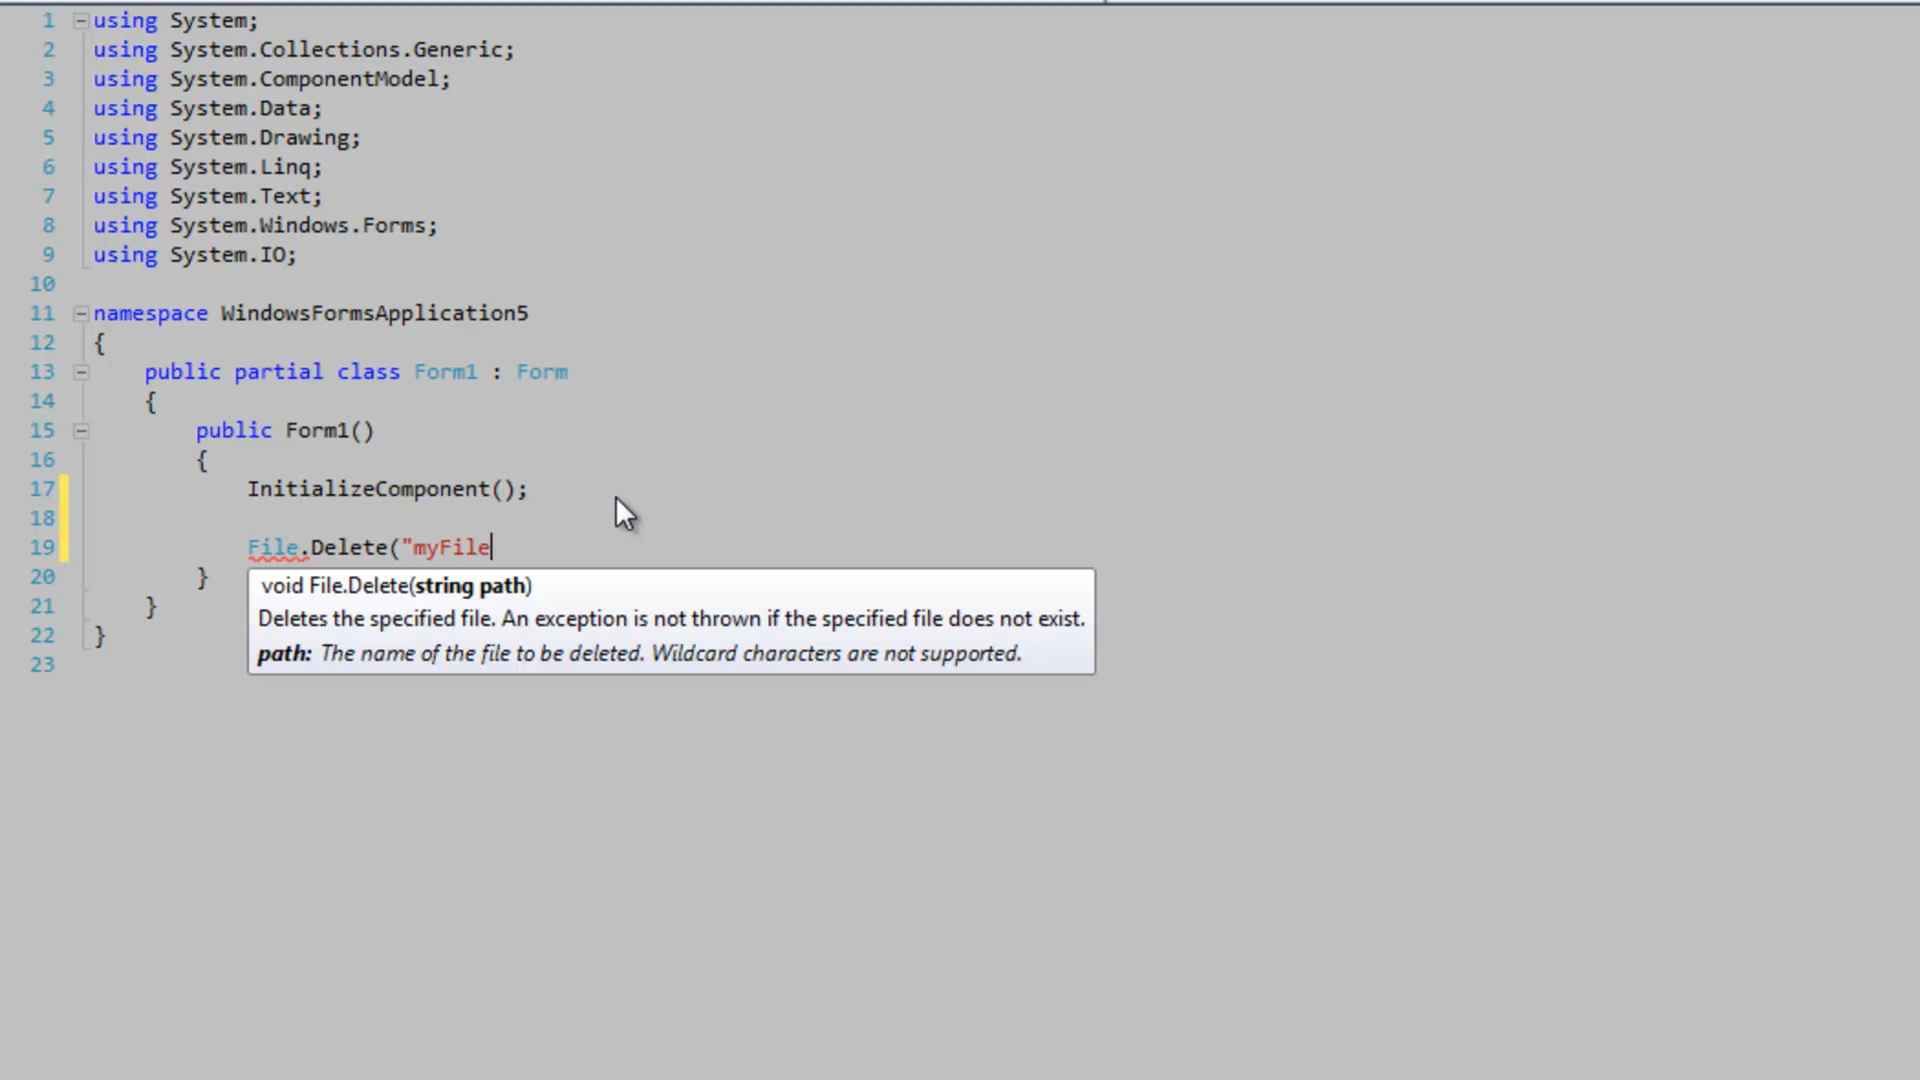 1 using System;
2 using System.Collections.Generic;
3 using System.ComponentModel;
4 using System.Data;
5 using System.Drawing;
6 using System.Linq;
7 using System.Text;
8 using System.Windows.Forms;
9 using System.IO;
10
11 namespace WindowsFormsApplication5
12 {
13 public partial class Form1 : Form
14 {
15 public Form1()
16 {
17 InitializeComponent();
18
19 File.Delete("myFile
20 }
void File.Delete(string path)
21 }
Deletes the specified file. An exception is not thrown if the specified file does not exist.
22 }
path: The name of the file to be deleted. Wildcard characters are not supported.
23